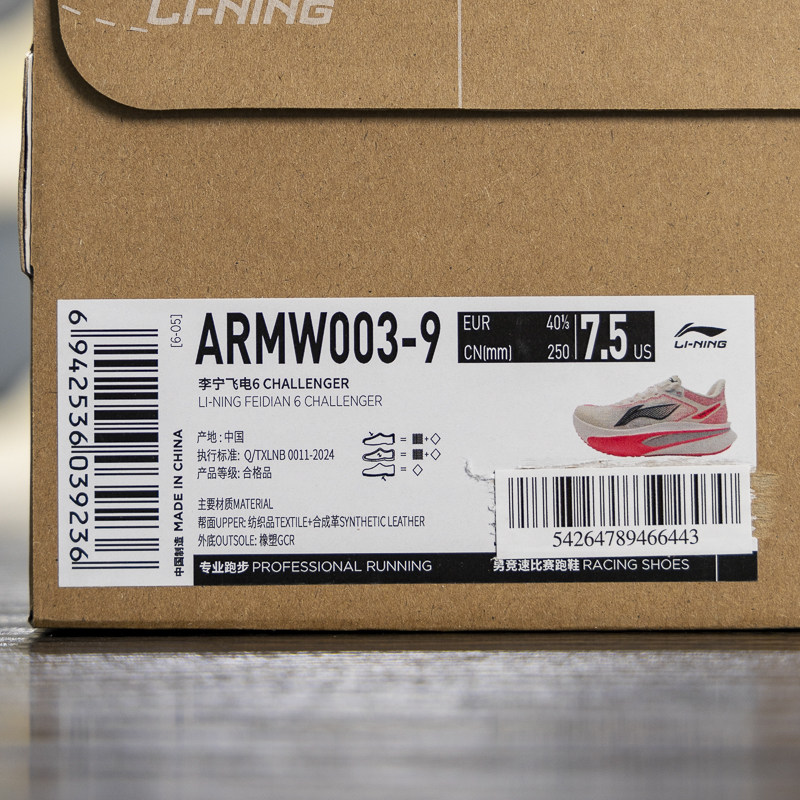 LI-NING
6 942536 039236
[6-05]
中国制造 MADE IN CHINA
ARMW003-9
EUR 40⅓
CN(mm) 250
7.5 US
LI-NING
李宁飞电6 CHALLENGER
LI-NING FEIDIAN 6 CHALLENGER
产地: 中国
执行标准: Q/TXLNB 0011-2024
产品等级: 合格品
主要材质MATERIAL
帮面UPPER: 纺织品TEXTILE+合成革SYNTHETIC LEATHER
外底OUTSOLE: 橡塑GCR
54264789466443
专业跑步 PROFESSIONAL RUNNING
男竞速比赛跑鞋 RACING SHOES